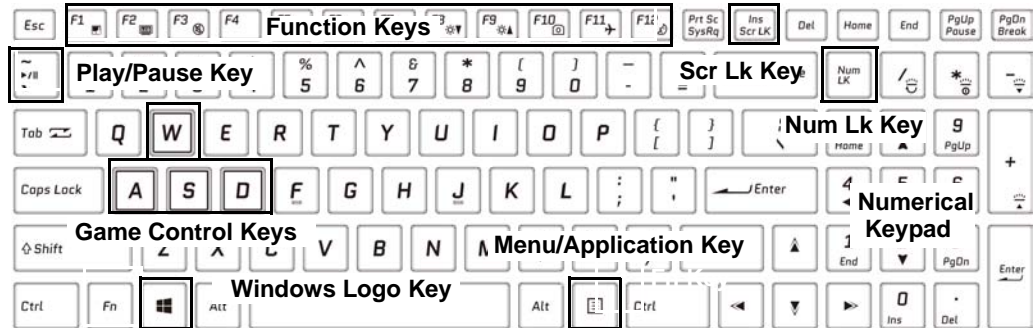 Esc F1 F2 F3 F4 Function Keys F9 F10 F11 F12 Prt Sc Ins Del Home End PgUp PgDn
SysRq Scr LK Pause Break
~ Play/Pause Key % ^ & * ( ) — Scr Lk Key Num / * -
5 6 7 8 9 0 - = LK
Tab Q W E R T Y U I O P { } Num Lk Key 9
[ ] \ Home PgUp +
Caps Lock A S D F G H J K L : " Enter 4 5 6
; ' Numerical
Keypad
Game Control Keys
Shift Z X C V B N M Menu/Application Key 1
End PgDn Enter
Windows Logo Key
Ctrl Fn Alt Alt Ctrl 0 .
Ins Del